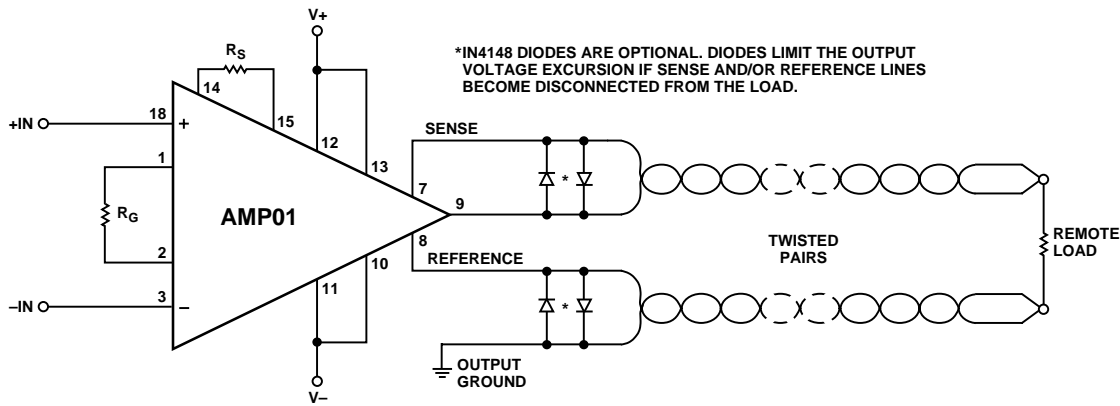 V+
R_S
*IN4148 DIODES ARE OPTIONAL. DIODES LIMIT THE OUTPUT
VOLTAGE EXCURSION IF SENSE AND/OR REFERENCE LINES
BECOME DISCONNECTED FROM THE LOAD.
14
15
+IN
18
+
12
13
SENSE
1
7
*
R_G
AMP01
9
2
8
REFERENCE
TWISTED
PAIRS
REMOTE
LOAD
10
11
–IN
3
–
*
OUTPUT
GROUND
V–